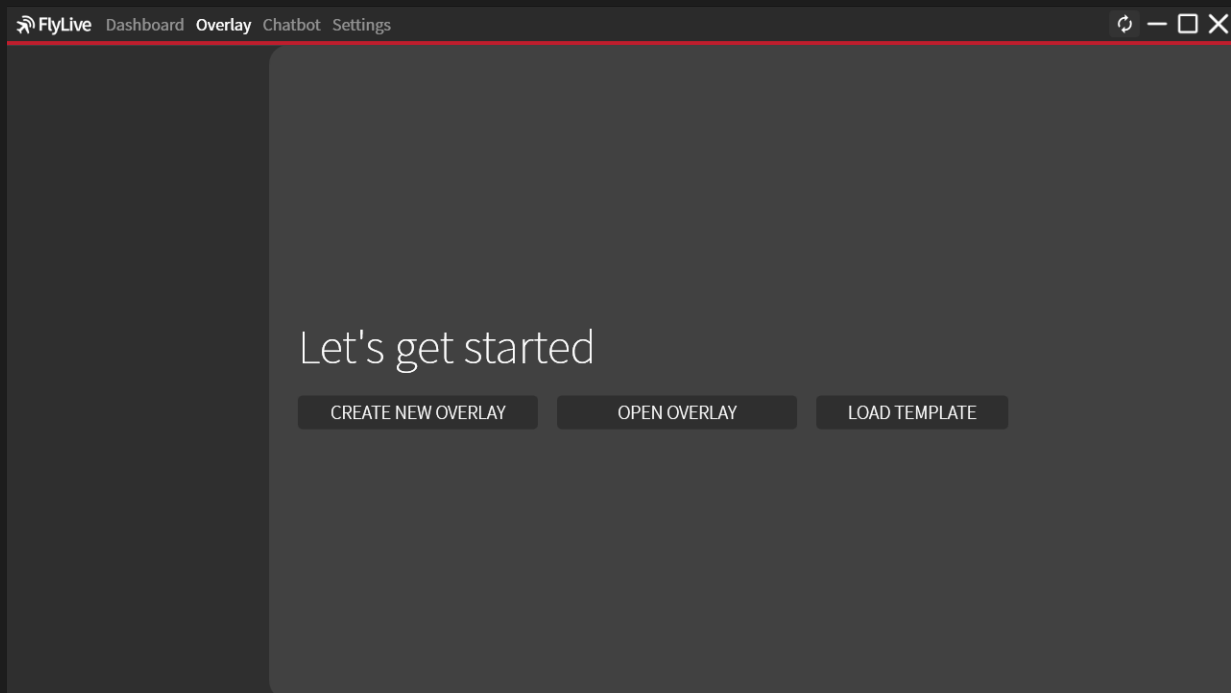 FlyLive Dashboard Overlay Chatbot Settings
Let's get started
CREATE NEW OVERLAY OPEN OVERLAY LOAD TEMPLATE